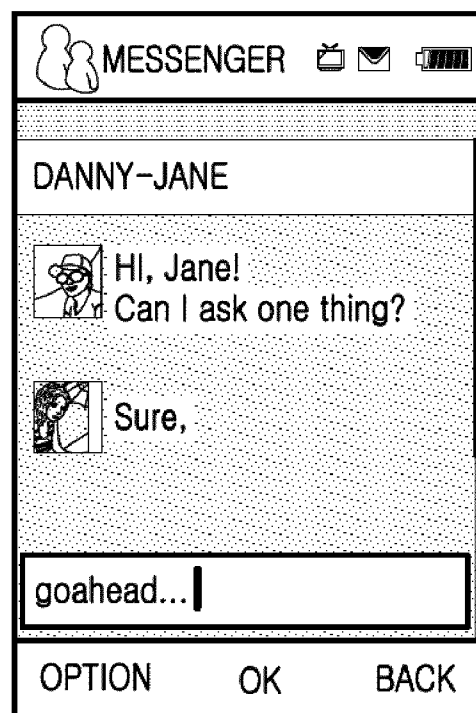 MESSENGER
DANNY-JANE
HI, Jane!
Can I ask one thing?
Sure,
goahead...
OPTION OK BACK